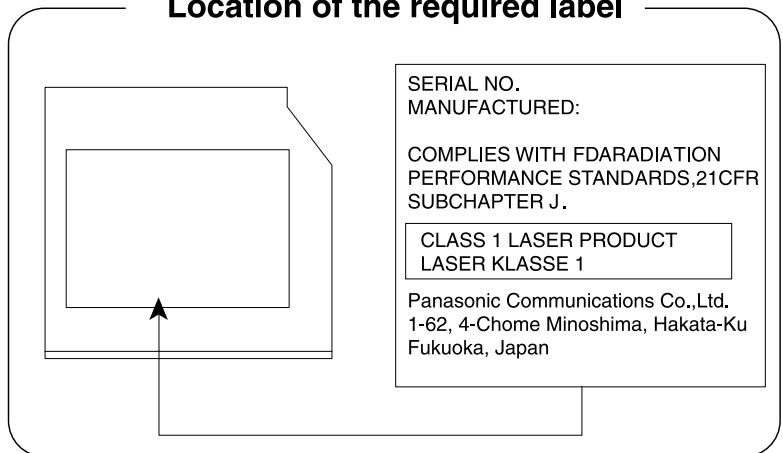 Location of the required label
SERIAL NO.
MANUFACTURED:
COMPLIES WITH FDARADIATION
PERFORMANCE STANDARDS,21CFR
SUBCHAPTER J.
CLASS 1 LASER PRODUCT
LASER KLASSE 1
Panasonic Communications Co.,Ltd.
1-62, 4-Chome Minoshima, Hakata-Ku
Fukuoka, Japan